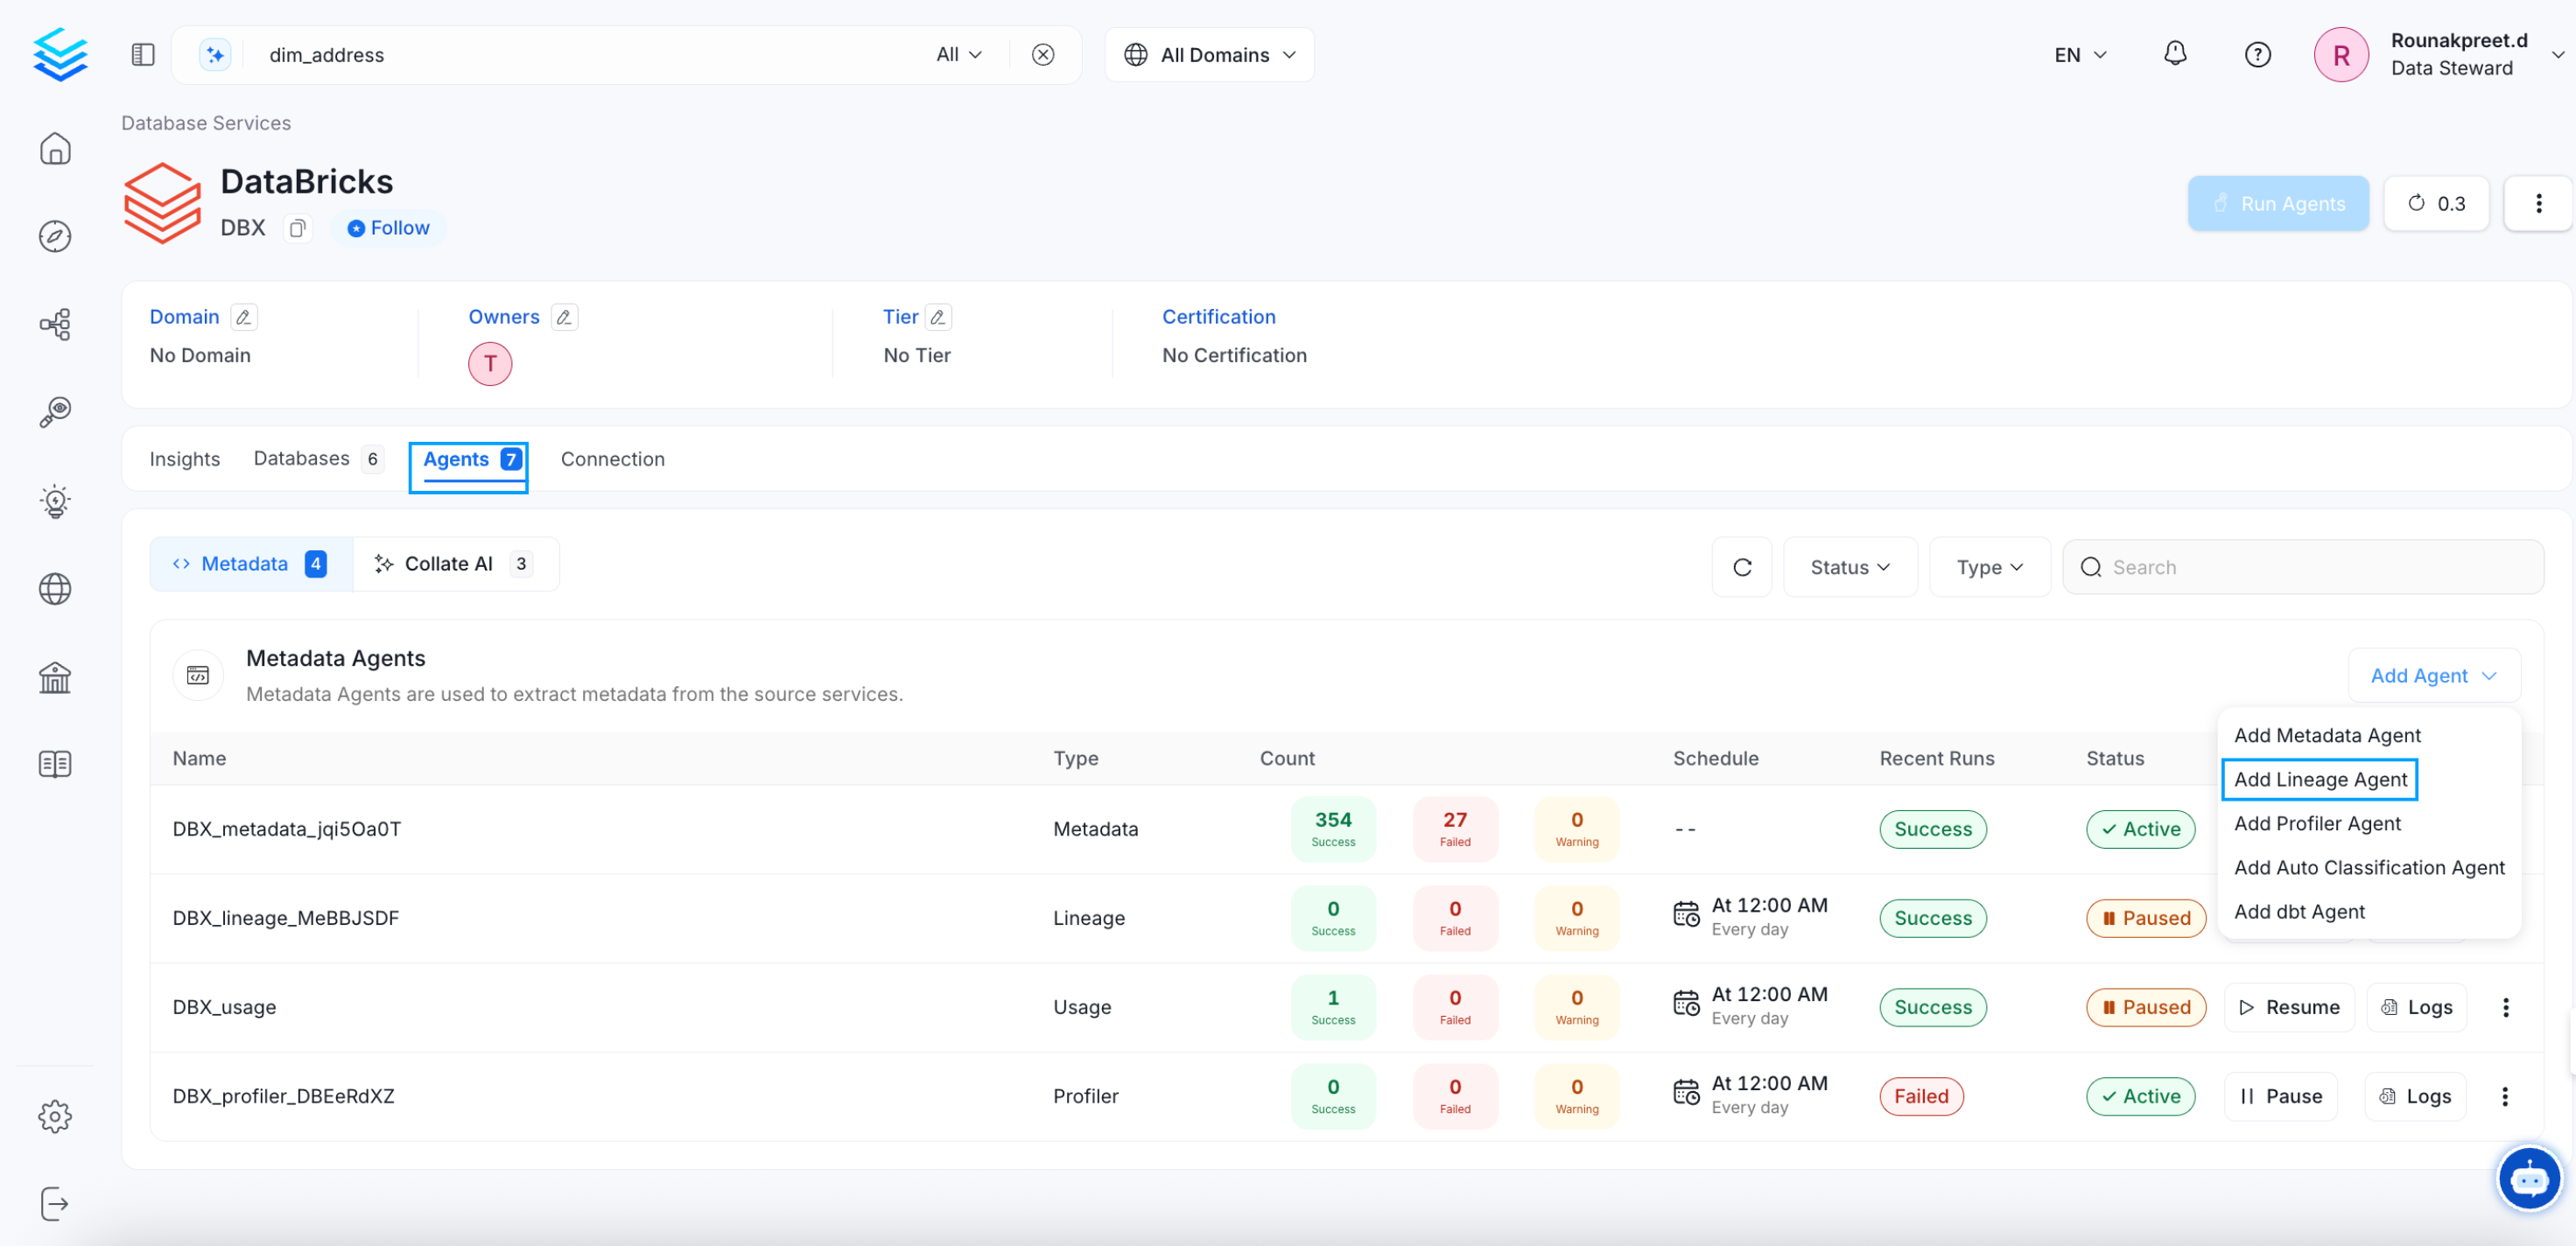 dim_address All All Domains EN Rounakpreet.d
R Data Steward
Database Services
DataBricks
DBX Follow Run Agents 0.3
Domain Owners Tier Certification
No Domain T No Tier No Certification
Insights Databases 6 Agents 7 Connection
Metadata 4 Collate AI 3 Status Type Search
Metadata Agents
Metadata Agents are used to extract metadata from the source services.
Add Agent
Add Metadata Agent
Add Lineage Agent
Add Profiler Agent
Add Auto Classification Agent
Add dbt Agent
Name Type Count Schedule Recent Runs Status
DBX_metadata_jqi5Oa0T Metadata 354 Success 27 Failed 0 Warning -- Success Active
DBX_lineage_MeBBJSDF Lineage 0 Success 0 Failed 0 Warning At 12:00 AM Every day Success Paused
DBX_usage Usage 1 Success 0 Failed 0 Warning At 12:00 AM Every day Success Paused Resume Logs
DBX_profiler_DBEeRdXZ Profiler 0 Success 0 Failed 0 Warning At 12:00 AM Every day Failed Active Pause Logs